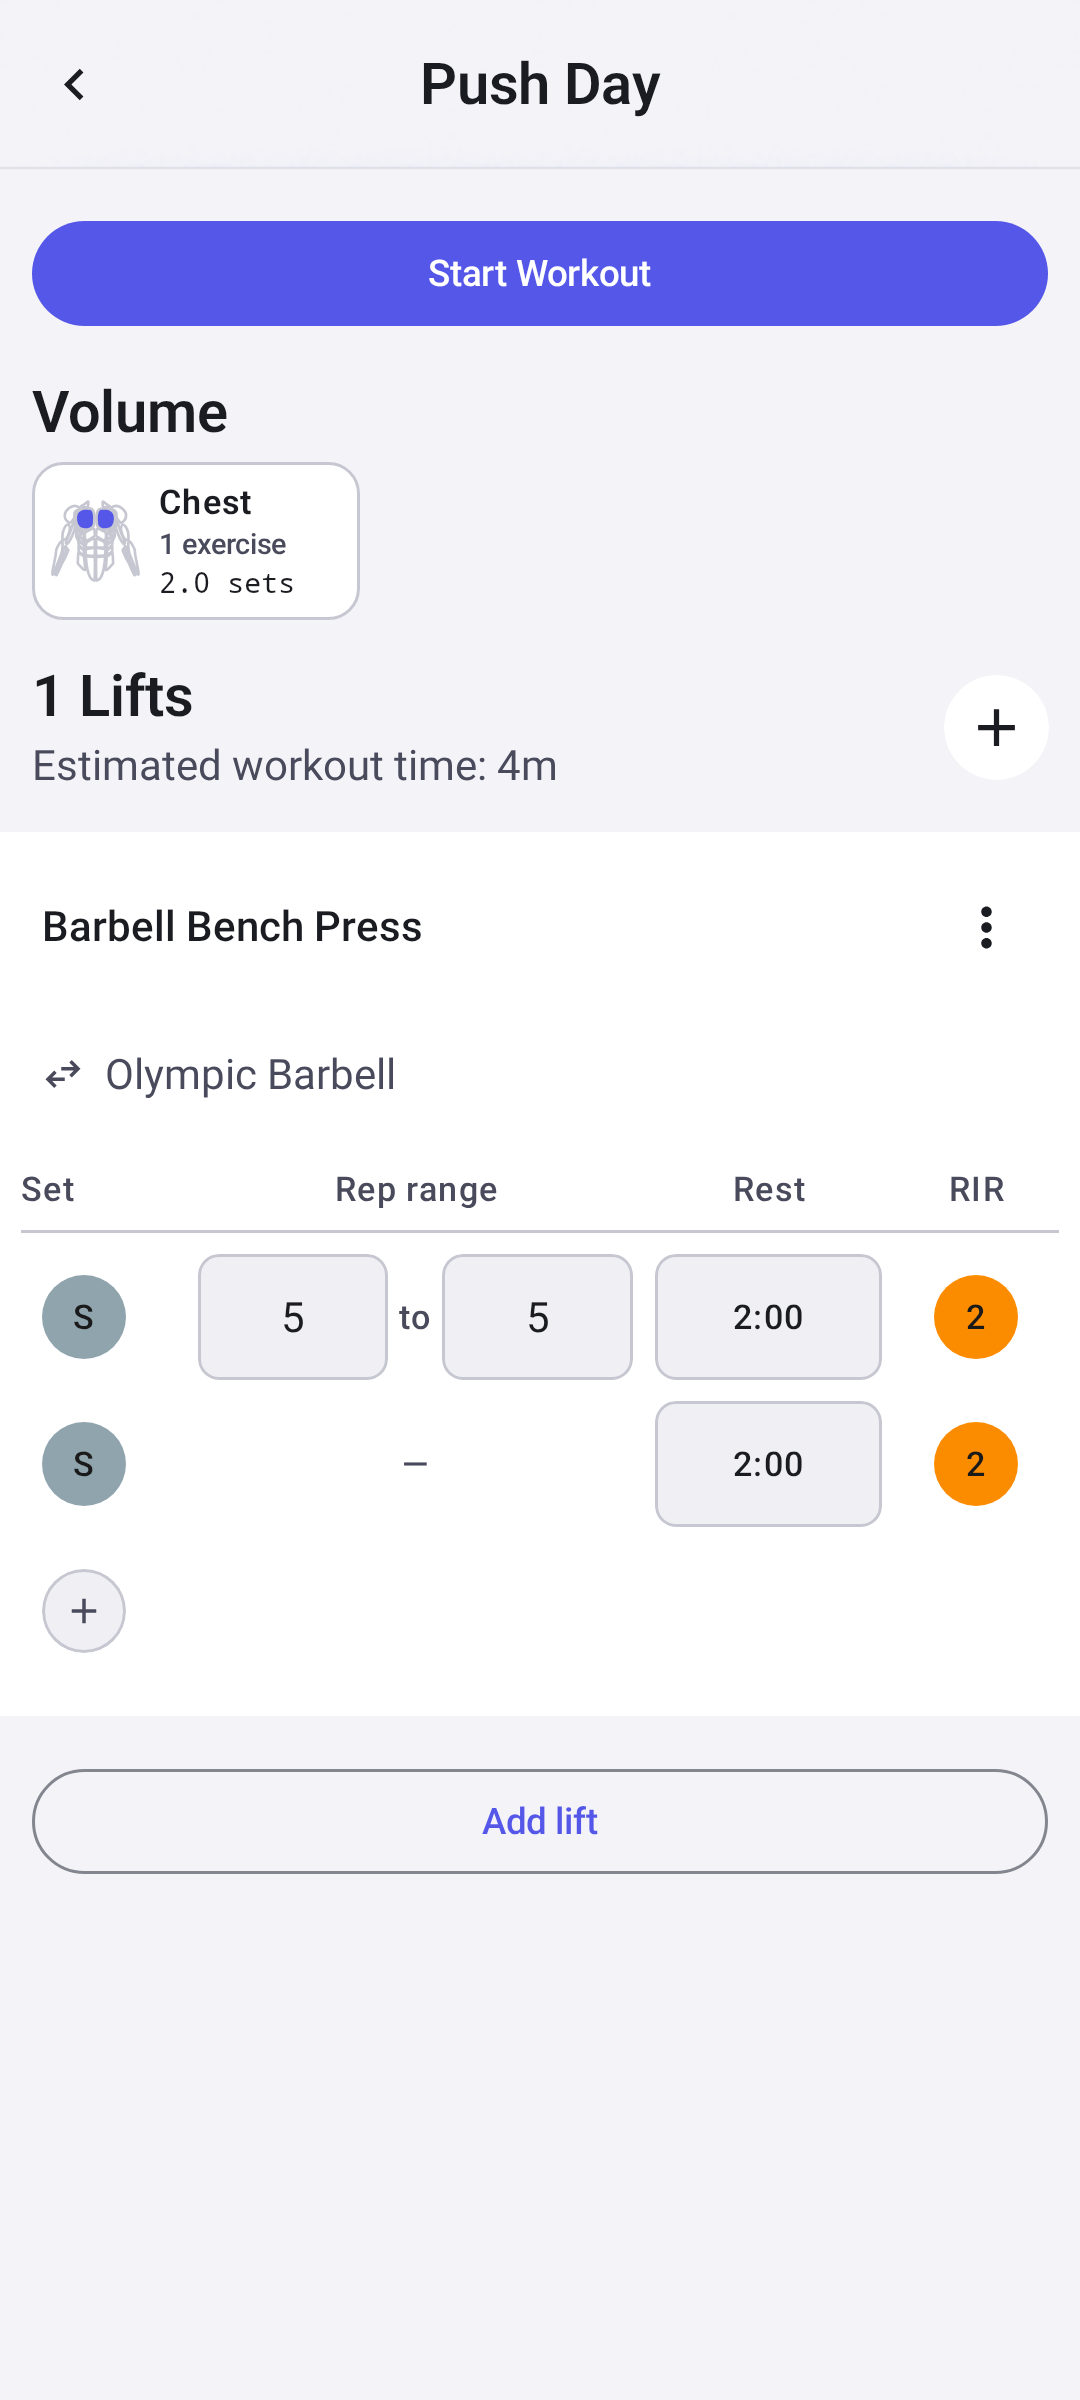 Push Day
Start Workout
Volume
Chest
1 exercise
2.0 sets
1 Lifts
Estimated workout time: 4m
Barbell Bench Press
Olympic Barbell
Set Rep range Rest RIR
S 5 to 5 2:00 2
S – 2:00 2
+
Add lift